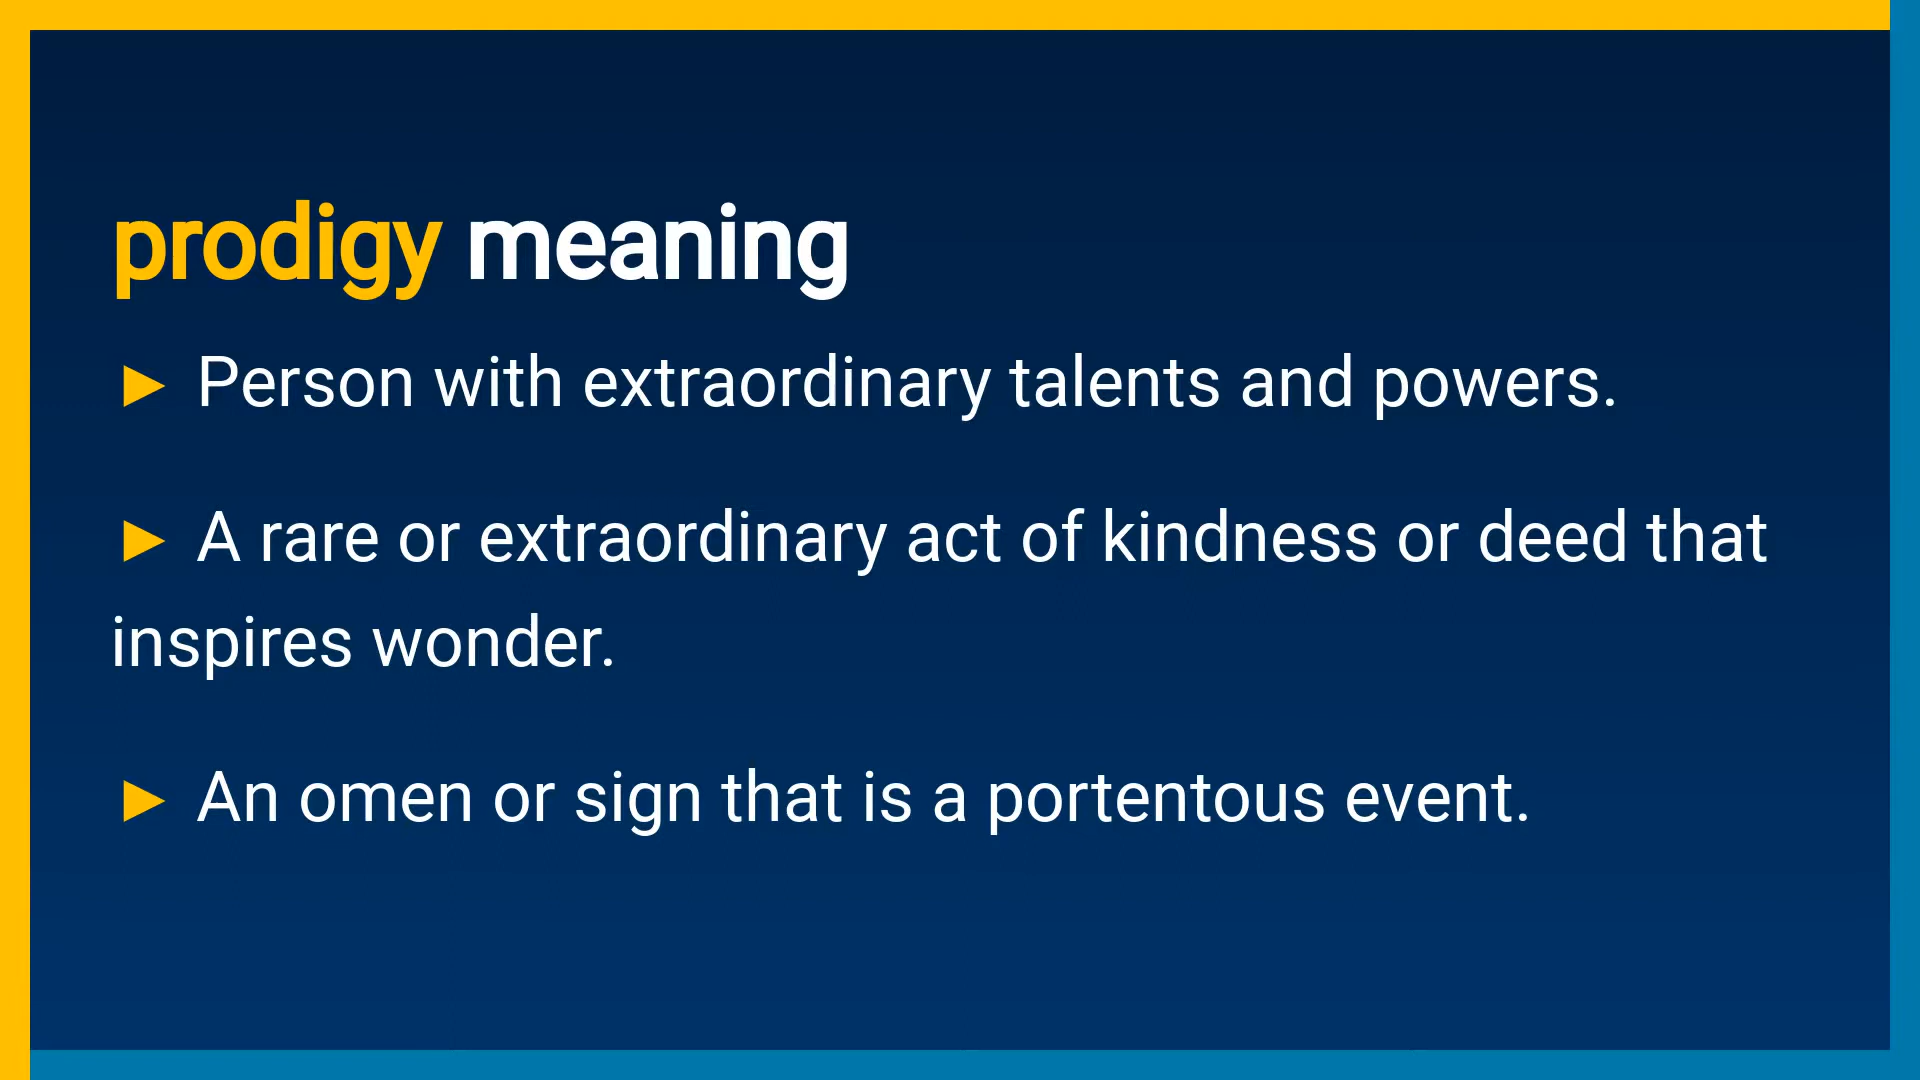 prodigy meaning
► Person with extraordinary talents and powers.
► A rare or extraordinary act of kindness or deed that
inspires wonder.
► An omen or sign that is a portentous event.